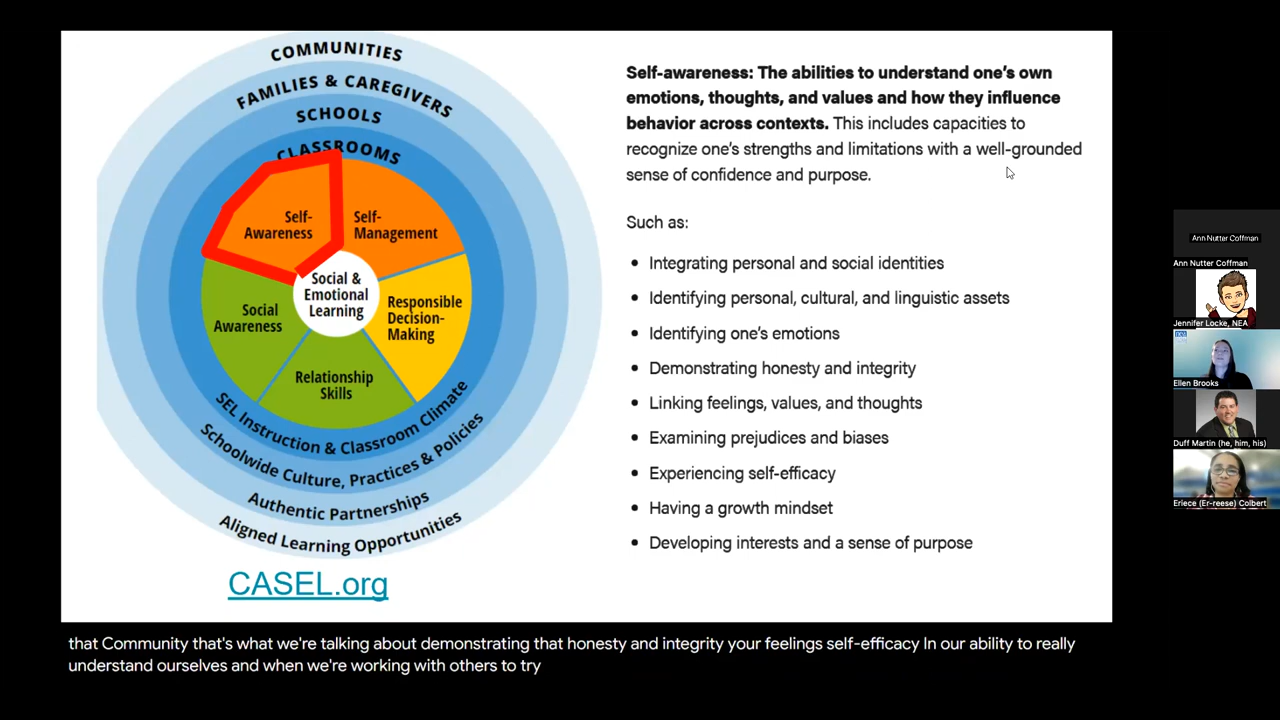 COMMUNITIES
FAMILIES & CAREGIVERS
SCHOOLS
CLASSROOMS
Self-
Awareness
Self-
Management
Social &
Emotional
Learning
Social
Awareness
Responsible
Decision-
Making
Relationship
Skills
SEL Instruction & Classroom Climate
Schoolwide Culture, Practices & Policies
Authentic Partnerships
Aligned Learning Opportunities
CASEL.org
Self-awareness: The abilities to understand one's own
emotions, thoughts, and values and how they influence
behavior across contexts. This includes capacities to
recognize one's strengths and limitations with a well-grounded
sense of confidence and purpose.
Such as:
• Integrating personal and social identities
• Identifying personal, cultural, and linguistic assets
• Identifying one's emotions
• Demonstrating honesty and integrity
• Linking feelings, values, and thoughts
• Examining prejudices and biases
• Experiencing self-efficacy
• Having a growth mindset
• Developing interests and a sense of purpose
Ann Nutter Coffman
Ann Nutter Coffman
Jennifer Locke, NEA
Ellen Brooks
Duff Martin (he, him, his)
Eriece (Er-reese) Colbert
that Community that's what we're talking about demonstrating that honesty and integrity your feelings self-efficacy In our ability to really
understand ourselves and when we're working with others to try